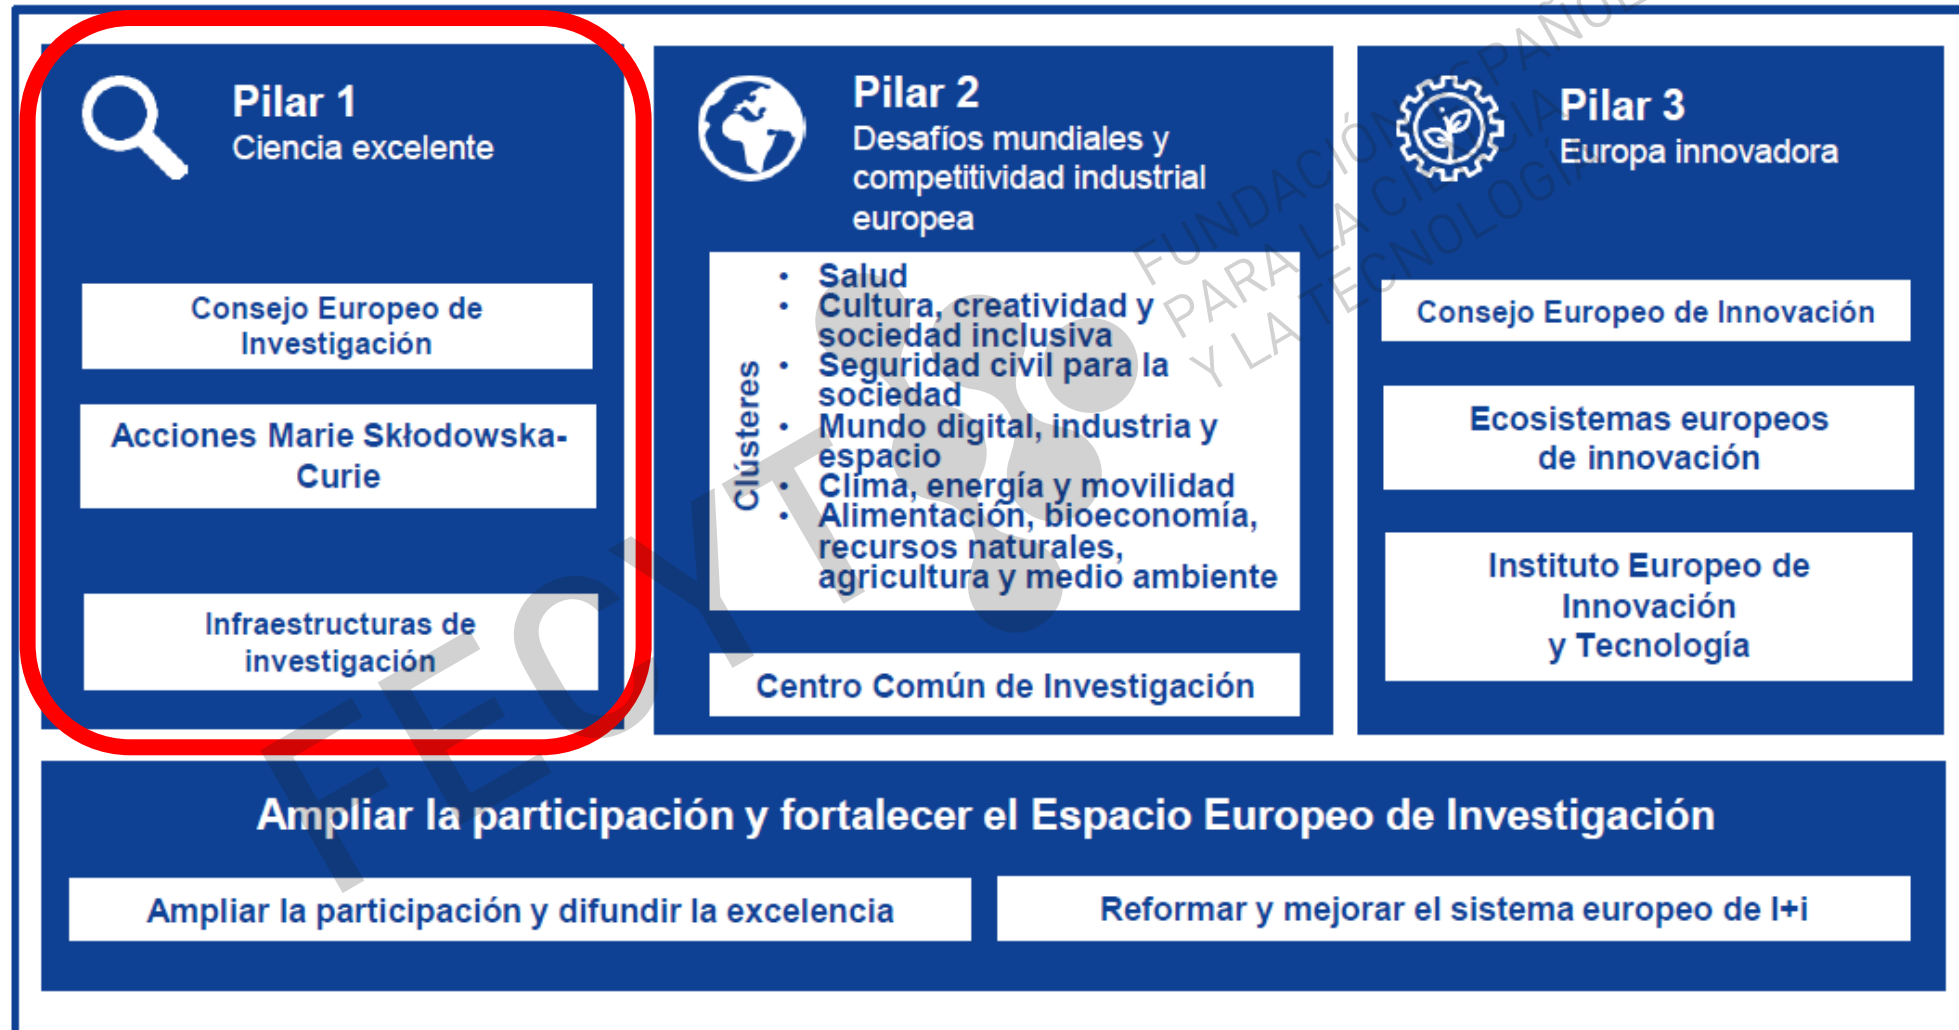 Pilar 1
Ciencia excelente
Consejo Europeo de
Investigación
Acciones Marie Skłodowska-
Curie
Infraestructuras de
investigación
Pilar 2
Desafíos mundiales y
competitividad industrial
europea
Clústeres
• Salud
• Cultura, creatividad y
sociedad inclusiva
• Seguridad civil para la
sociedad
• Mundo digital, industria y
espacio
• Clima, energía y movilidad
• Alimentación, bioeconomía,
recursos naturales,
agricultura y medio ambiente
Centro Común de Investigación
Pilar 3
Europa innovadora
Consejo Europeo de Innovación
Ecosistemas europeos
de innovación
Instituto Europeo de
Innovación
y Tecnología
Ampliar la participación y fortalecer el Espacio Europeo de Investigación
Ampliar la participación y difundir la excelencia
Reformar y mejorar el sistema europeo de I+i
FECYT
FUNDACIÓN ESPAÑOL
PARA LA CIENCIA
Y LA TECNOLOGÍA